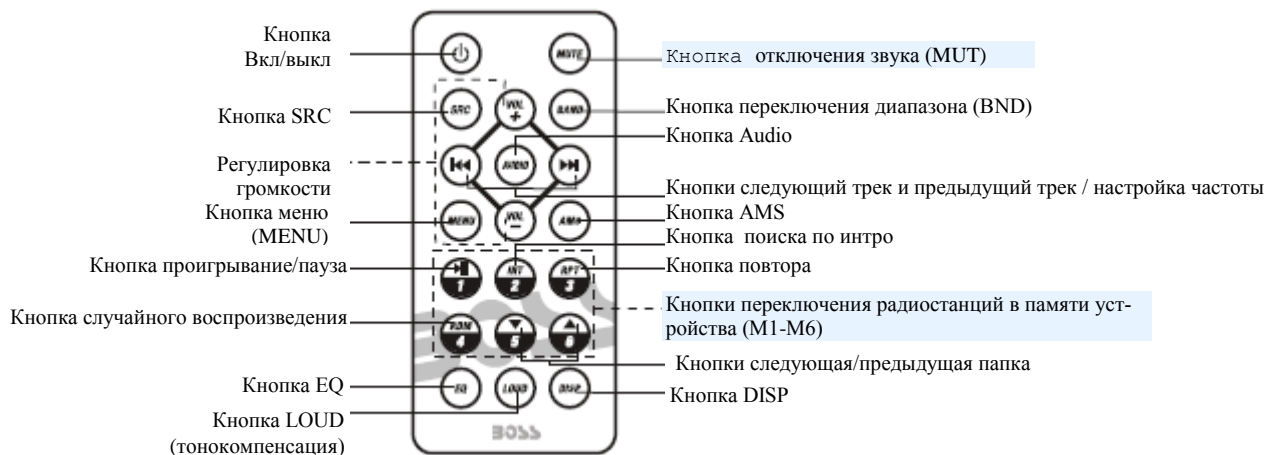 Кнопка
Вкл/выкл
Кнопка SRC
Регулировка
громкости
Кнопка меню
(MENU)
Кнопка проигрывание/пауза
Кнопка случайного воспроизведения
Кнопка EQ
Кнопка LOUD
(тонокомпенсация)
MUTE
SRC
VOL
+
BAND
AUDIO
MENU
VOL
−
AMS
1
INT
2
RPT
3
RDM
4
5
6
EQ
LOUD
DISP
BOSS
Кнопка отключения звука (MUT)
Кнопка переключения диапазона (BND)
Кнопка Audio
Кнопки следующий трек и предыдущий трек / настройка частоты
Кнопка AMS
Кнопка поиска по интро
Кнопка повтора
Кнопки переключения радиостанций в памяти уст-
ройства (M1-M6)
Кнопки следующая/предыдущая папка
Кнопка DISP